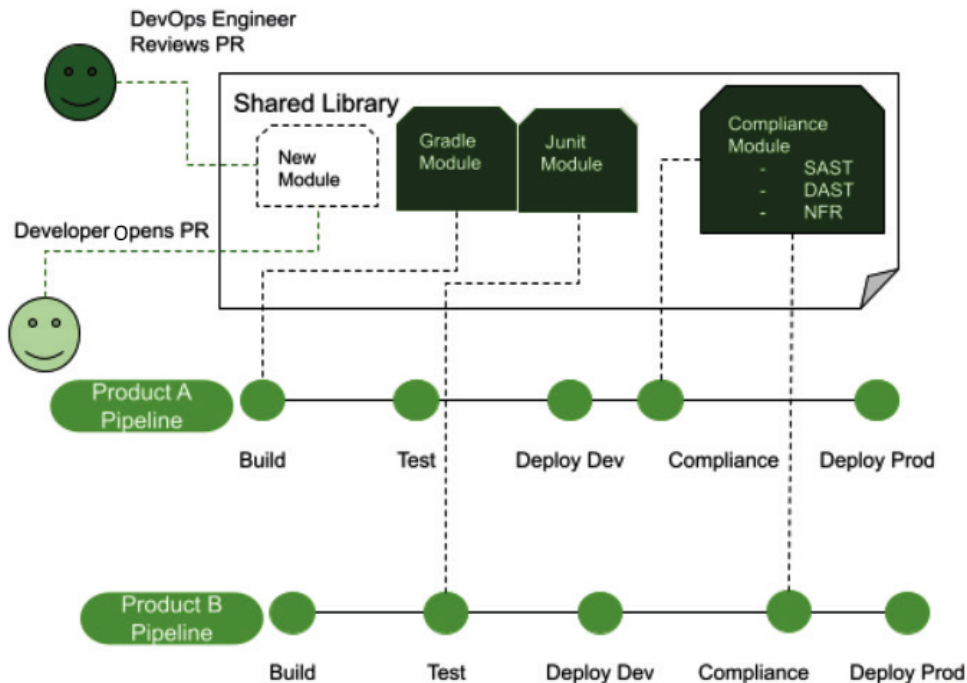 DevOps Engineer
Reviews PR
Shared Library
New
Module
Gradle
Module
Junit
Module
Compliance
Module
- SAST
- DAST
- NFR
Developer Opens PR
Product A
Pipeline
Build
Test
Deploy Dev
Compliance
Deploy Prod
Product B
Pipeline
Build
Test
Deploy Dev
Compliance
Deploy Prod